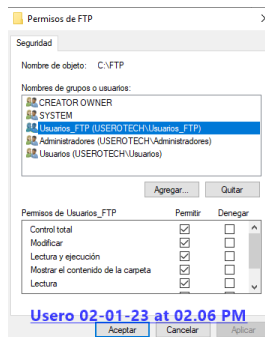 Permisos de FTP
Seguridad
Nombre de objeto: C:\FTP
Nombres de grupos o usuarios:
CREATOR OWNER
SYSTEM
Usuarios_FTP (USEROTECH\Usuarios_FTP)
Administradores (USEROTECH\Administradores)
Usuarios (USEROTECH\Usuarios)
Agregar... Quitar
Permisos de Usuarios_FTP Permitir Denegar
Control total
Modificar
Lectura y ejecución
Mostrar el contenido de la carpeta
Lectura
Usero 02-01-23 at 02.06 PM
Aceptar Cancelar Aplicar